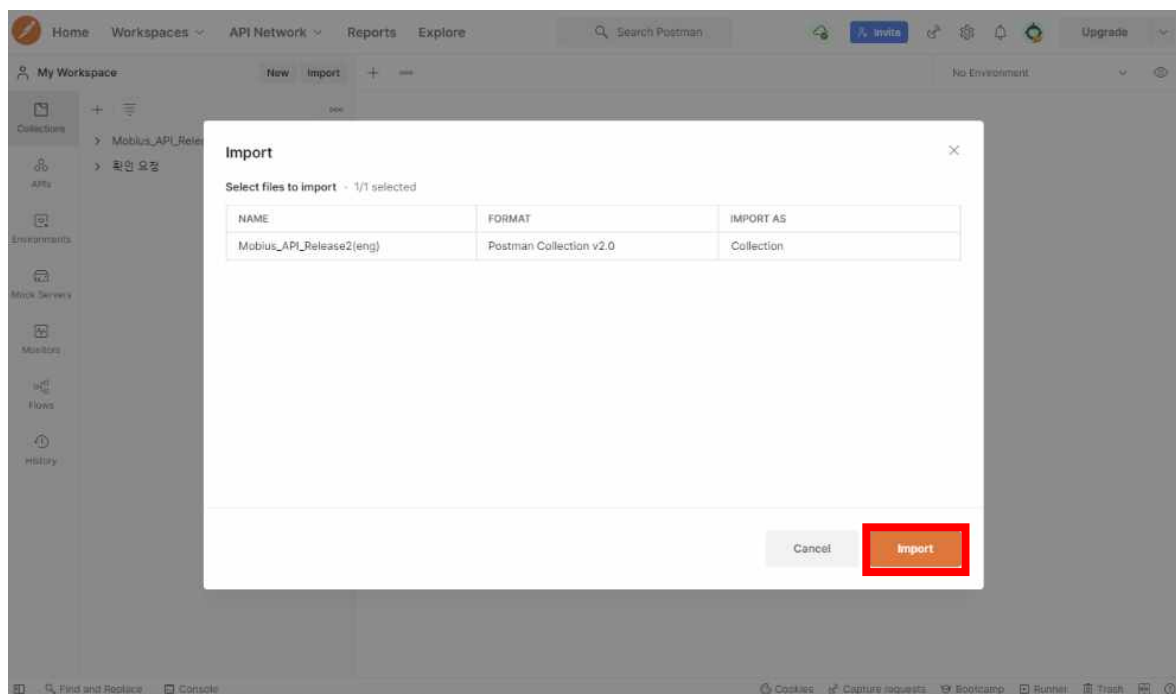 Home Workspaces API Network Reports Explore Search Postman Invite Upgrade
My Workspace New Import No Environment
Collections
Mobius_API_Relea
확인 요청
APIs
Environments
Mock Servers
Monitors
Flows
History
Import
Select files to import · 1/1 selected
NAME FORMAT IMPORT AS
Mobius_API_Release2(eng) Postman Collection v2.0 Collection
Cancel Import
Find and Replace Console Cookies Capture requests Bootcamp Runner Trash